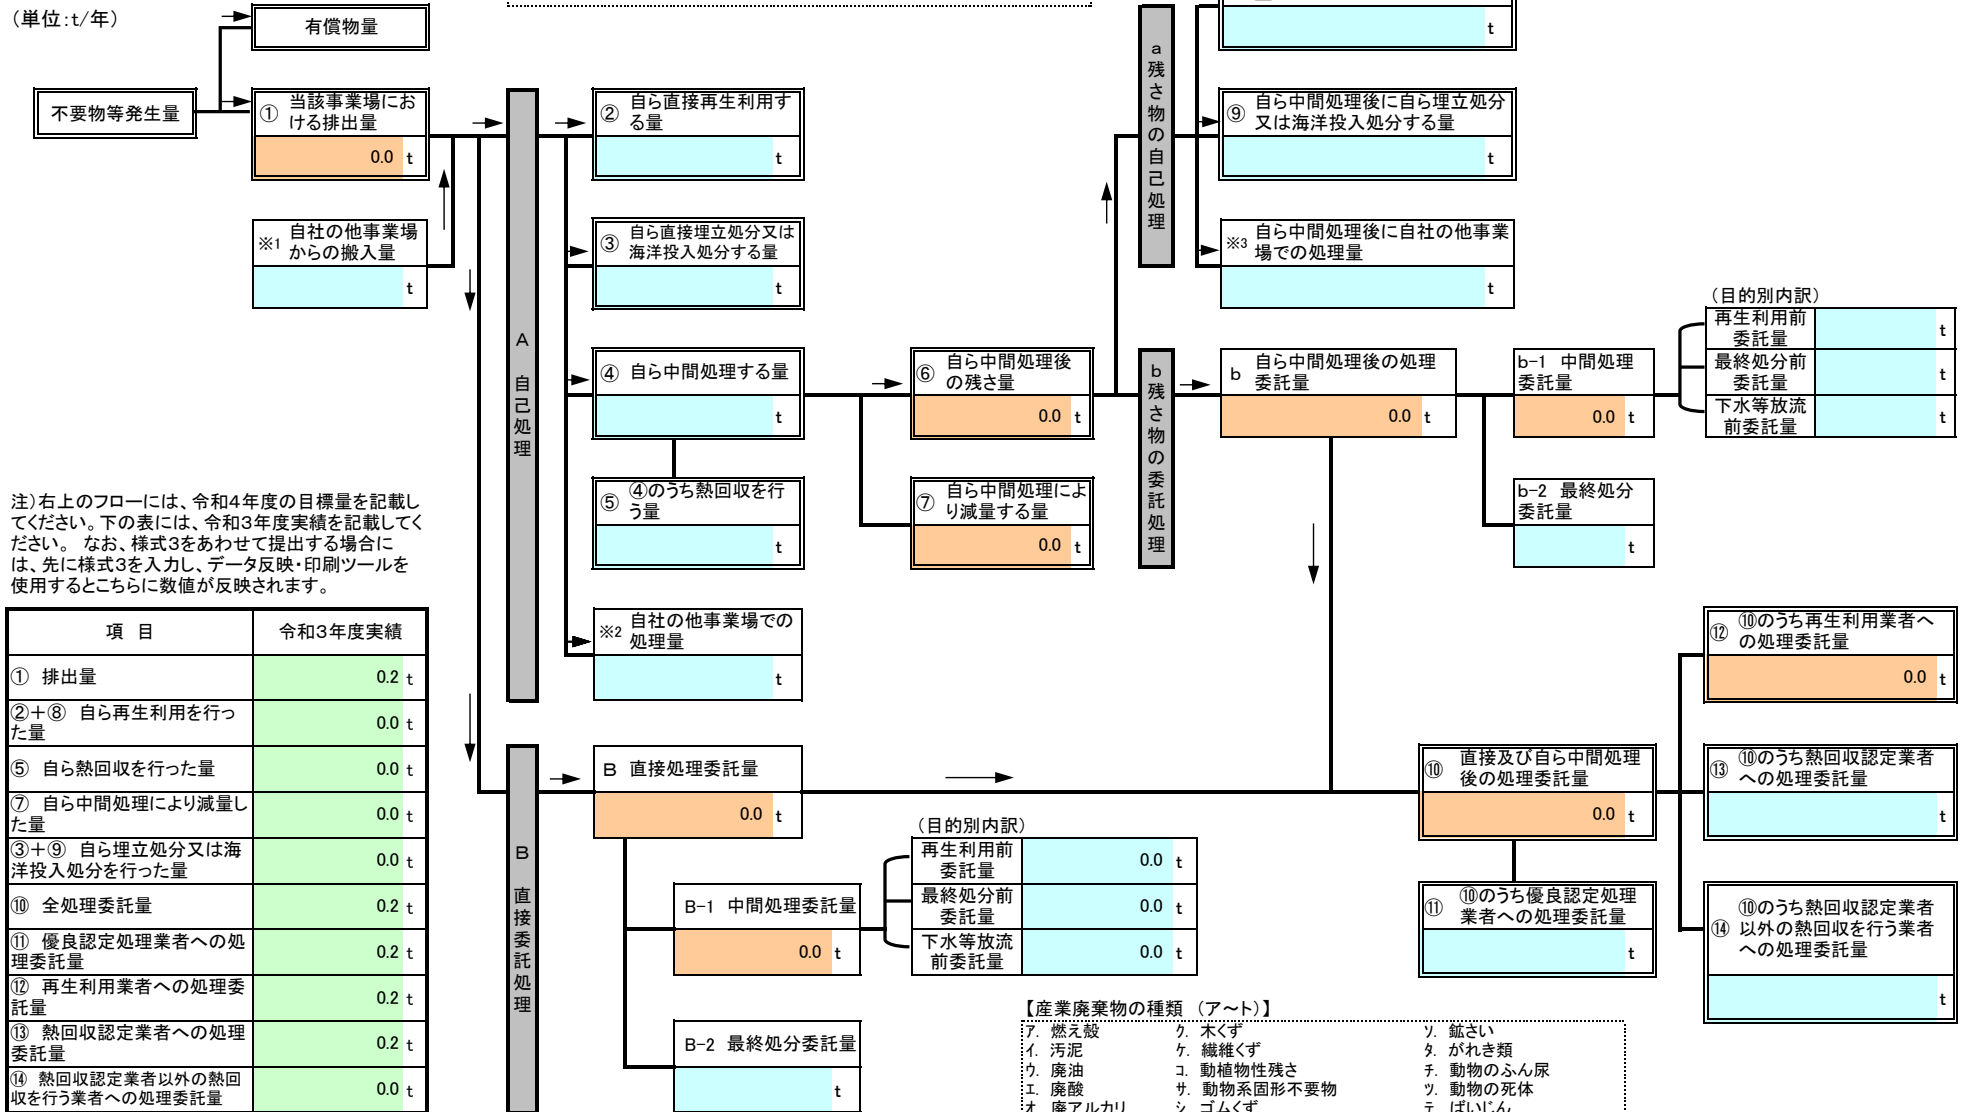 （単位:t/年）
有償物量
t
不要物等発生量
① 当該事業場にお
ける排出量
0.0 t
② 自ら直接再生利用す
る量
t
a 残さ物の自己処理
⑨ 自ら中間処理後に自ら埋立処分
又は海洋投入処分する量
t
※1 自社の他事業場
からの搬入量
t
③ 自ら直接埋立処分又は
海洋投入処分する量
t
※3 自ら中間処理後に自社の他事業
場での処理量
t
A 自己処理
④ 自ら中間処理する量
t
⑥ 自ら中間処理後
の残さ量
0.0 t
b 残さ物の委託処理
b 自ら中間処理後の処理
委託量
0.0 t
b-1 中間処理
委託量
0.0 t
（目的別内訳）
再生利用前
委託量
t
最終処分前
委託量
t
下水等放流
前委託量
t
⑤ ④のうち熱回収を行
う量
t
⑦ 自ら中間処理によ
り減量する量
0.0 t
b-2 最終処分
委託量
t
注）右上のフローには、令和４年度の目標量を記載し
てください。下の表には、令和３年度実績を記載してく
ださい。 なお、様式３をあわせて提出する場合に
は、先に様式３を入力し、データ反映・印刷ツールを
使用するとこちらに数値が反映されます。
※2 自社の他事業場での
処理量
t
項 目 令和３年度実績
① 排出量 0.2 t
②＋⑧ 自ら再生利用を行っ
た量 0.0 t
⑤ 自ら熱回収を行った量 0.0 t
⑦ 自ら中間処理により減量し
た量 0.0 t
③＋⑨ 自ら埋立処分又は海
洋投入処分を行った量 0.0 t
⑩ 全処理委託量 0.2 t
⑪ 優良認定処理業者への処
理委託量 0.2 t
⑫ 再生利用業者への処理委
託量 0.2 t
⑬ 熱回収認定業者への処理
委託量 0.2 t
⑭ 熱回収認定業者以外の熱回
収を行う業者への処理委託量 0.0 t
B 直接委託処理
B 直接処理委託量
0.0 t
B-1 中間処理委託量
0.0 t
（目的別内訳）
再生利用前
委託量 0.0 t
最終処分前
委託量 0.0 t
下水等放流
前委託量 0.0 t
B-2 最終処分委託量
t
⑩ 直接及び自ら中間処理
後の処理委託量
0.0 t
⑪ ⑩のうち優良認定処理
業者への処理委託量
t
⑫ ⑩のうち再生利用業者へ
の処理委託量
0.0 t
⑬ ⑩のうち熱回収認定業者
への処理委託量
t
⑭ ⑩のうち熱回収認定業者
以外の熱回収を行う業者
への処理委託量
t
【産業廃棄物の種類 （ア～ト）】
ｱ. 燃え殻 ｸ. 木くず ｿ. 鉱さい
ｲ. 汚泥 ｹ. 繊維くず ﾀ. がれき類
ｳ. 廃油 ｺ. 動植物性残さ ﾁ. 動物のふん尿
ｴ. 廃酸 ｻ. 動物系固形不要物 ﾂ. 動物の死体
ｵ. 廃アルカリ ｼ. ゴムくず ﾃ. ばいじん